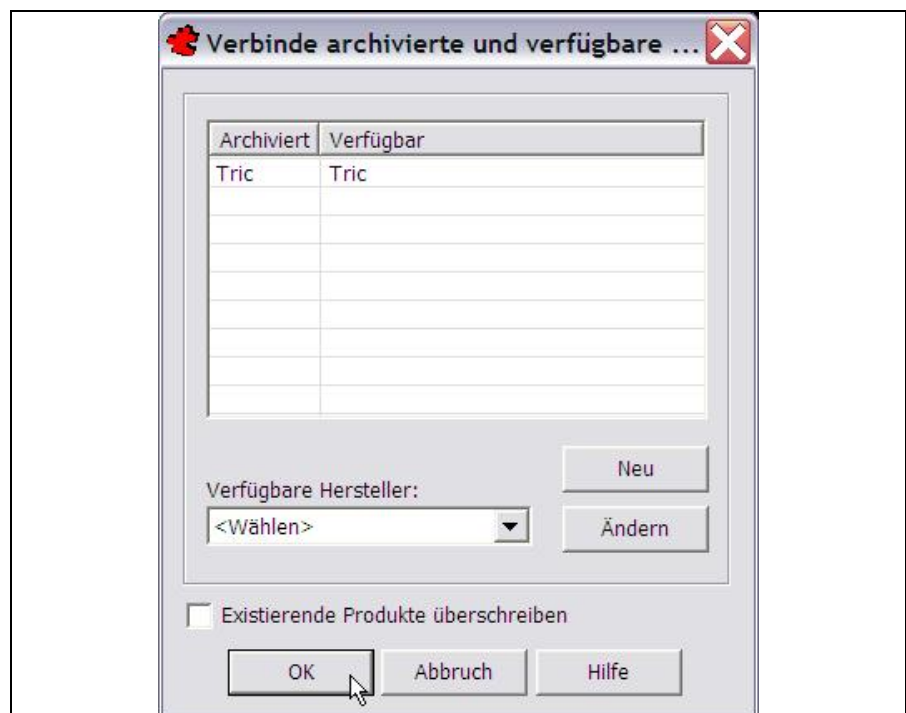 Verbinde archivierte und verfügbare ...
Archiviert Verfügbar
Tric Tric
Neu
Verfügbare Hersteller:
<Wählen>
Ändern
Existierende Produkte überschreiben
OK Abbruch Hilfe